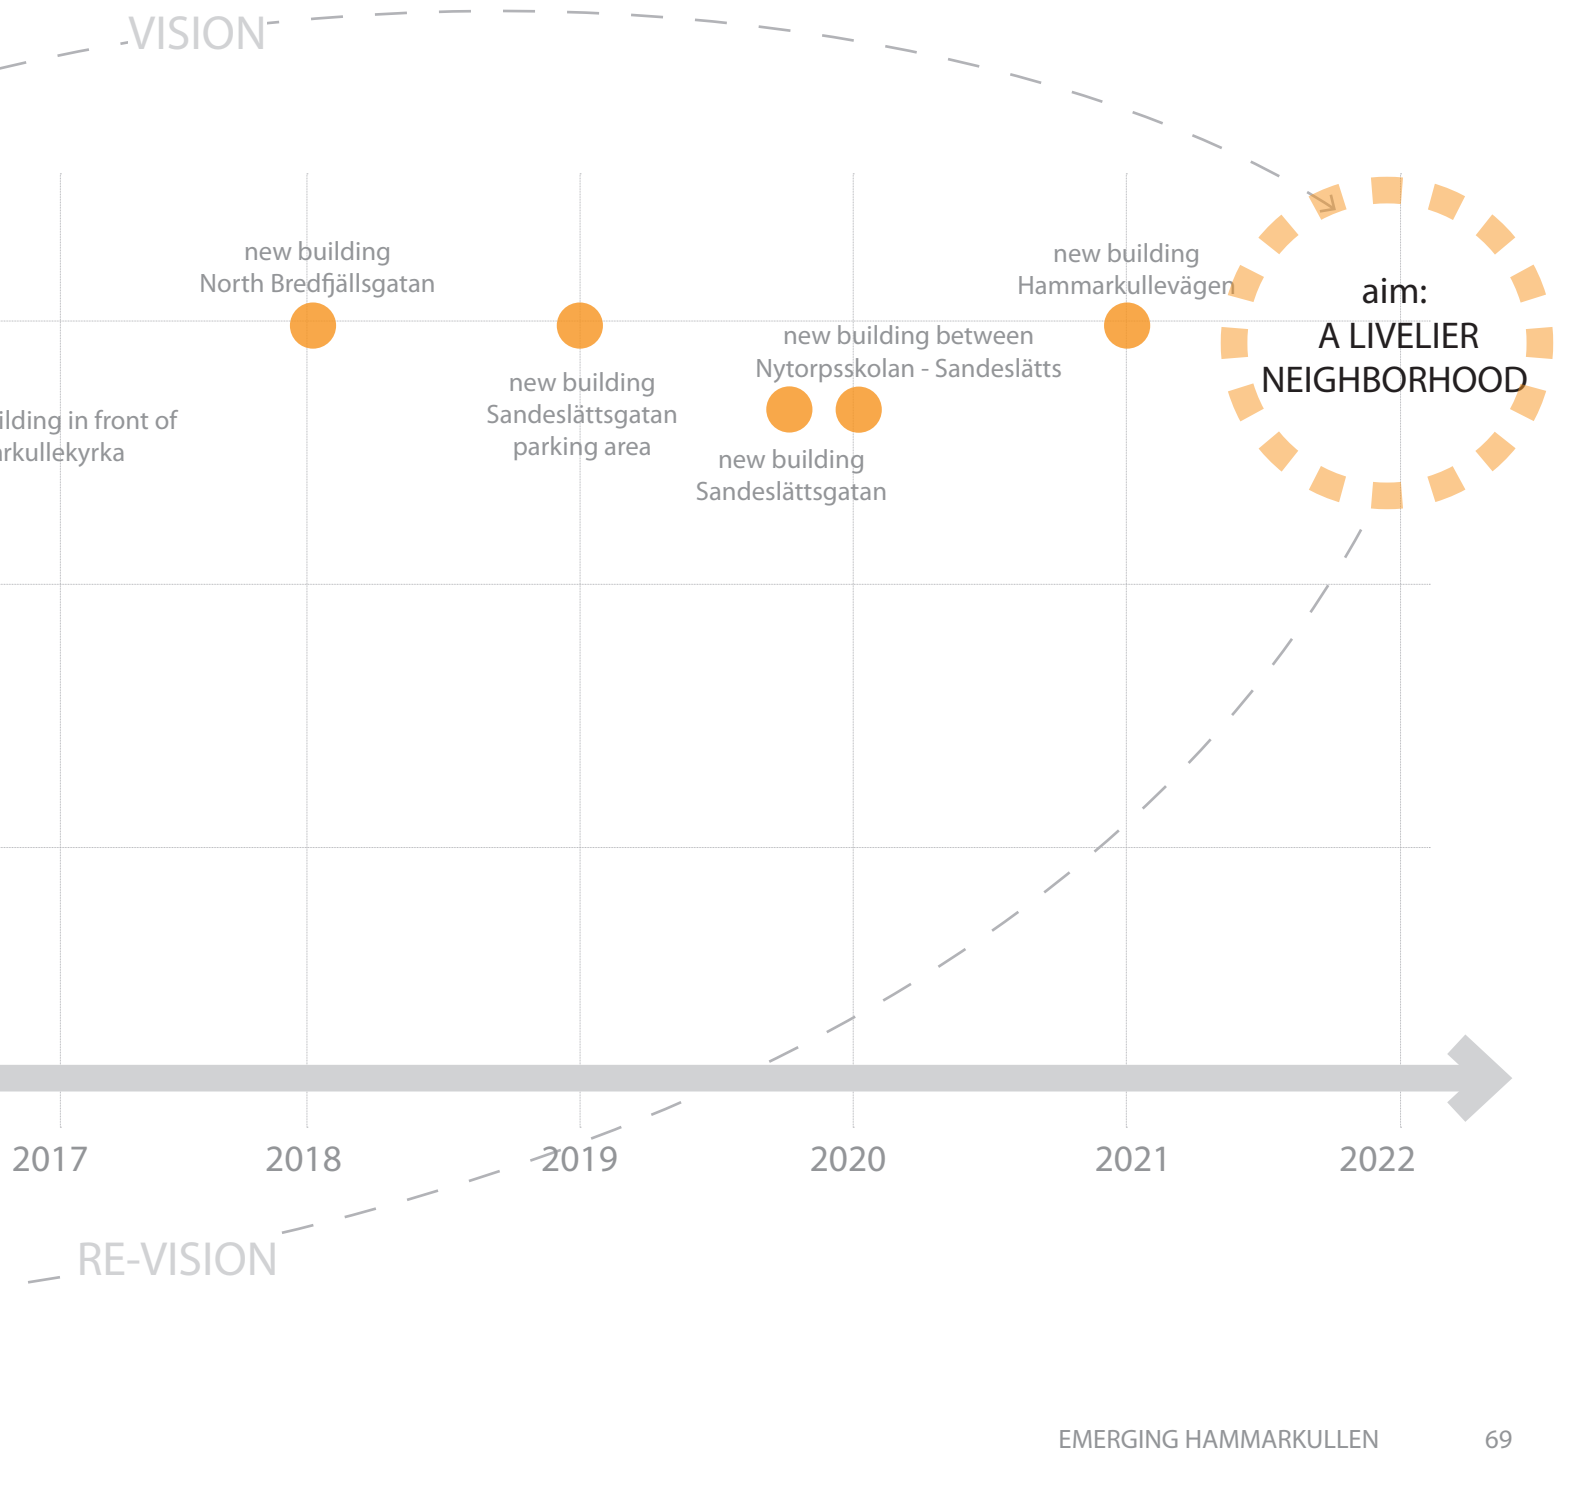 VISION
new building
North Bredfjällsgatan
new building
Hammarkullevägen
aim:
A LIVELIER
NEIGHBORHOOD
new building between
Nytorpsskolan - Sandeslätts
new building
Sandeslättsgatan
parking area
in front of
new building
Sandeslättsgatan
2017
2018
2019
2020
2021
2022
RE-VISION
EMERGING HAMMARKULLEN
69